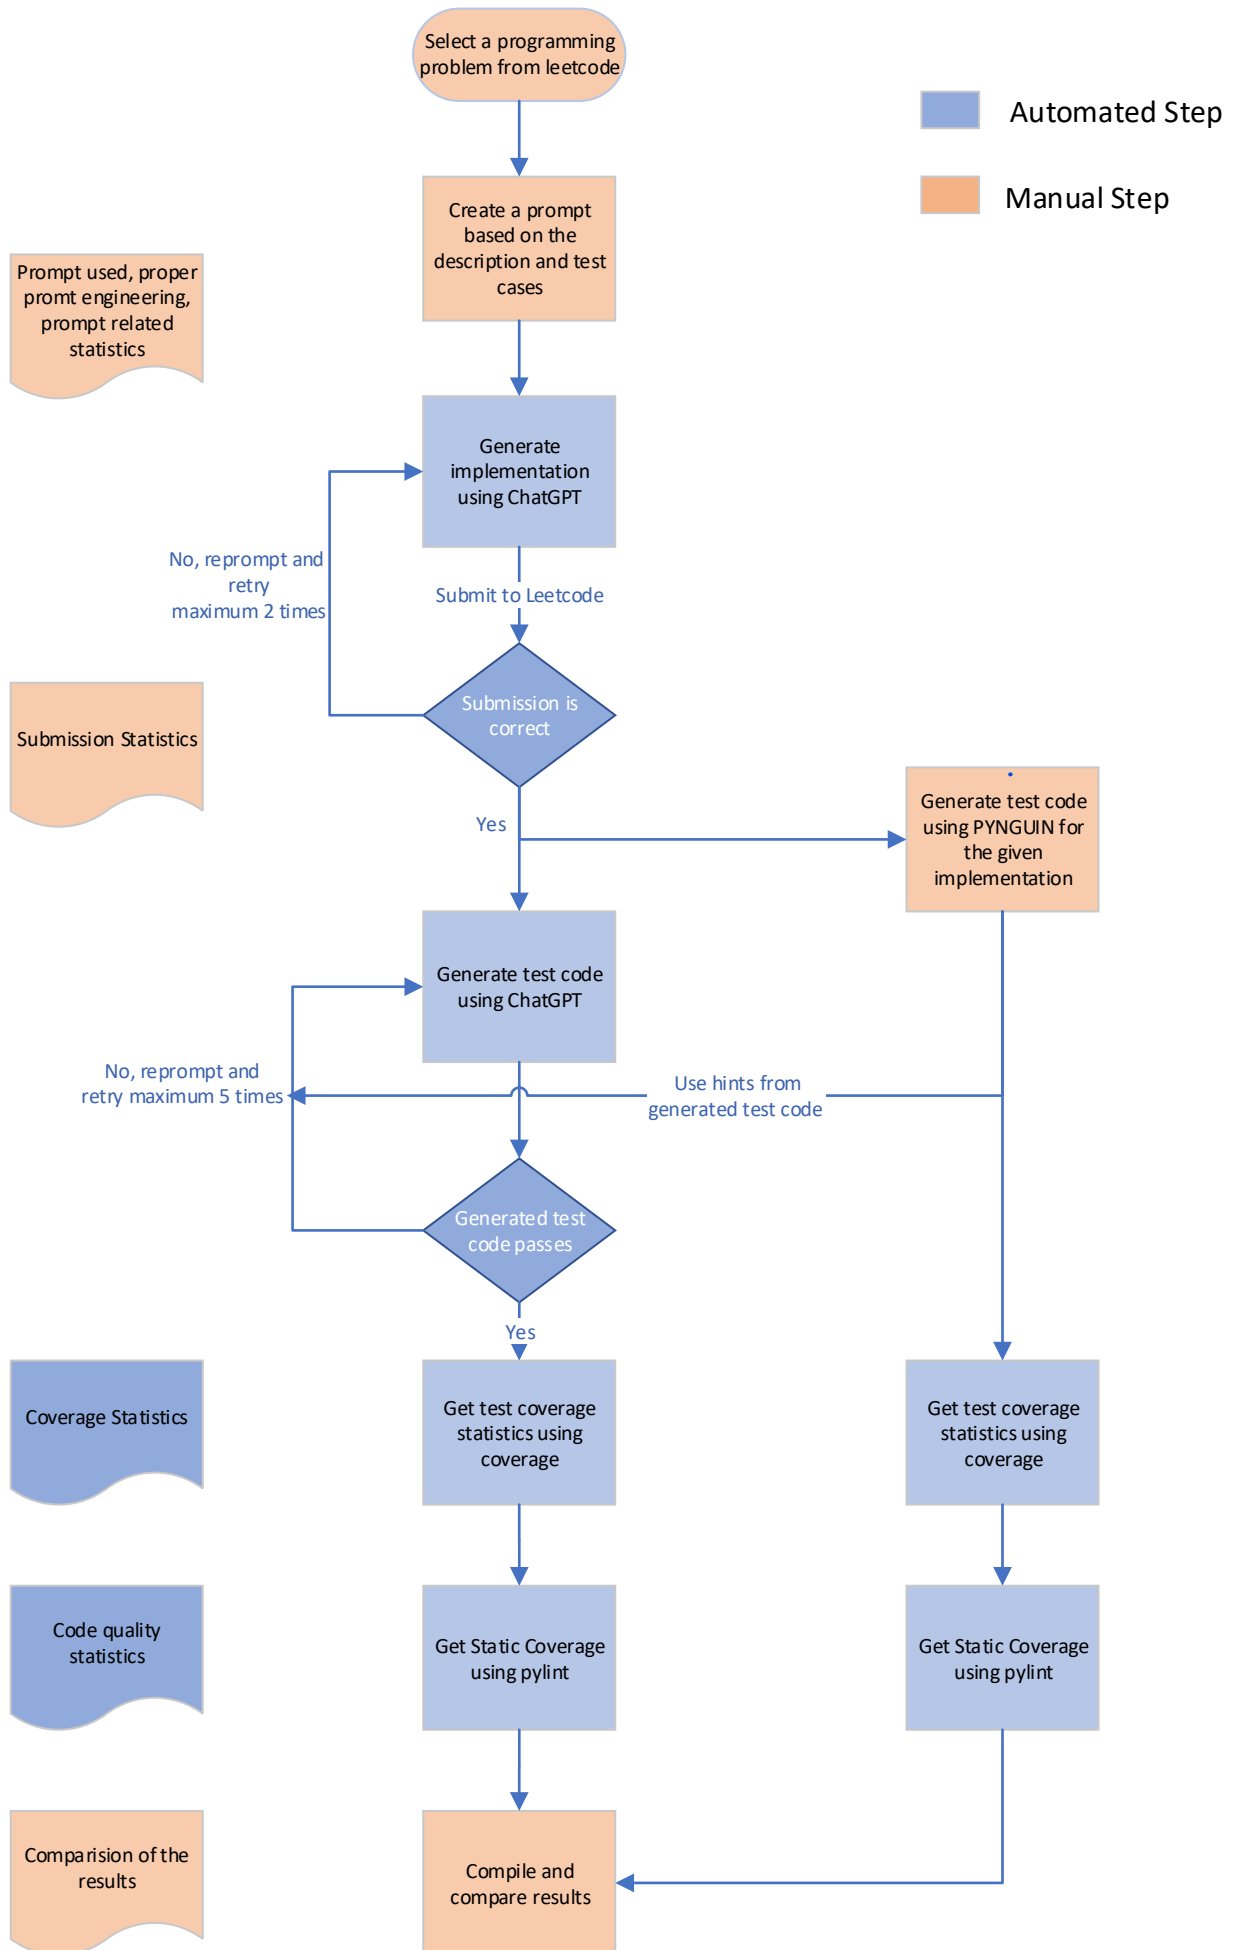 Select a programming
problem from leetcode
Automated Step
Manual Step
Create a prompt
based on the
description and test
cases
Prompt used, proper
promt engineering,
prompt related
statistics
Generate
implementation
using ChatGPT
No, reprompt and
retry
maximum 2 times
Submit to Leetcode
Submission is
correct
Submission Statistics
Yes
Generate test code
using PYNGUIN for
the given
implementation
Generate test code
using ChatGPT
No, reprompt and
retry maximum 5 times
Use hints from
generated test code
Generated test
code passes
Yes
Coverage Statistics
Get test coverage
statistics using
coverage
Get test coverage
statistics using
coverage
Code quality
statistics
Get Static Coverage
using pylint
Get Static Coverage
using pylint
Comparision of the
results
Compile and
compare results